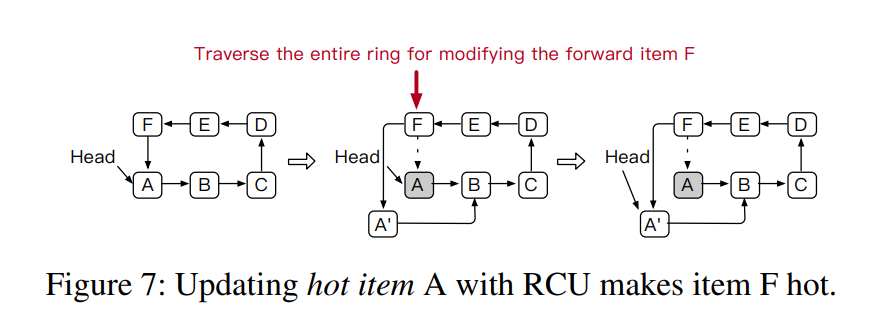 Traverse the entire ring for modifying the forward item F
F E D F E D F E D
Head Head Head
A B C A B C A B C
A' A'
Figure 7: Updating hot item A with RCU makes item F hot.